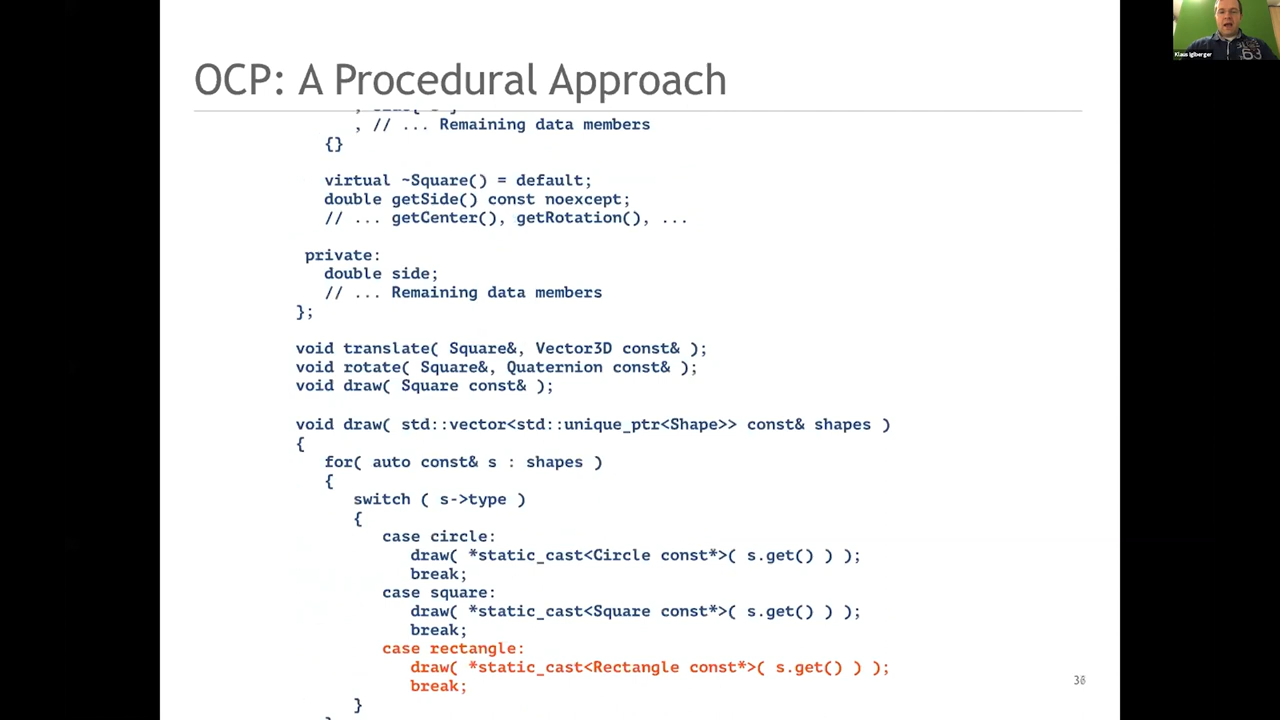 Klaus Iglberger
OCP: A Procedural Approach
, // ... Remaining data members
{}
virtual ~Square() = default;
double getSide() const noexcept;
// ... getCenter(), getRotation(), ...
private:
double side;
// ... Remaining data members
};
void translate( Square&, Vector3D const& );
void rotate( Square&, Quaternion const& );
void draw( Square const& );
void draw( std::vector<std::unique_ptr<Shape>> const& shapes )
{
for( auto const& s : shapes )
{
switch ( s->type )
{
case circle:
draw( *static_cast<Circle const*>( s.get() ) );
break;
case square:
draw( *static_cast<Square const*>( s.get() ) );
break;
case rectangle:
draw( *static_cast<Rectangle const*>( s.get() ) );
break;
}